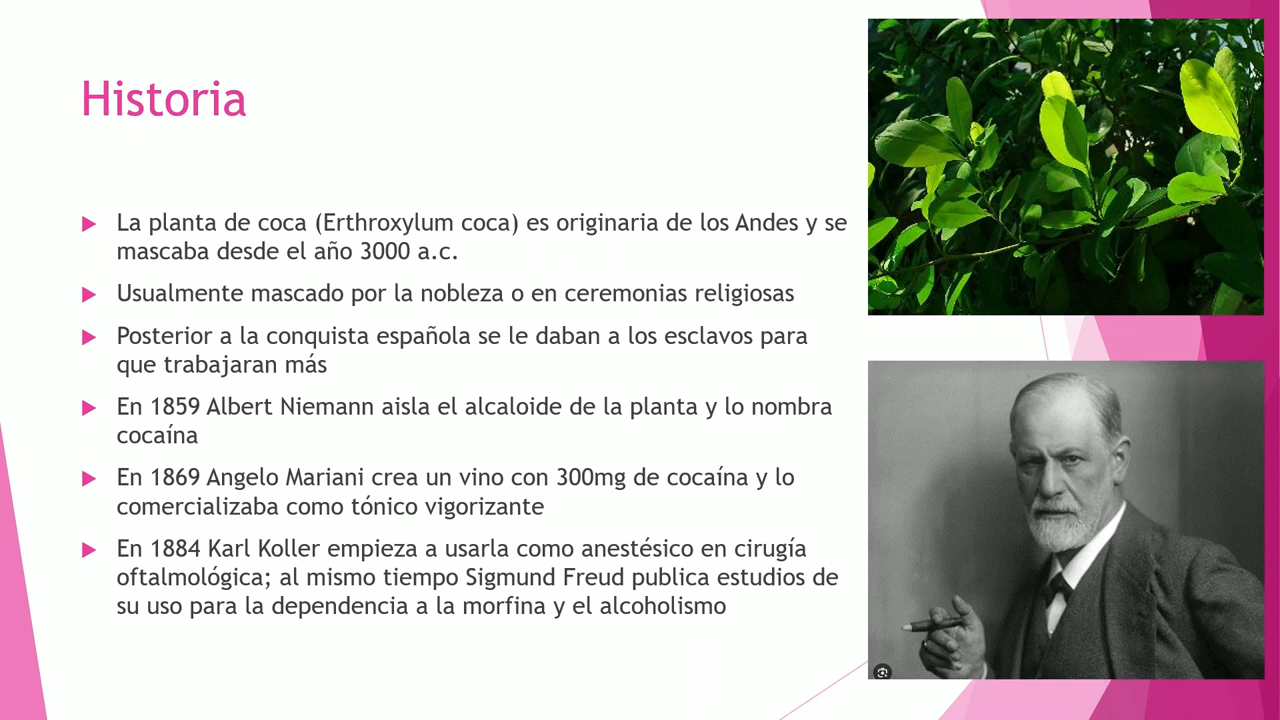 Historia
La planta de coca (Erthroxylum coca) es originaria de los Andes y se
mascaba desde el año 3000 a.c.
Usualmente mascado por la nobleza o en ceremonias religiosas
Posterior a la conquista española se le daban a los esclavos para
que trabajaran más
En 1859 Albert Niemann aisla el alcaloide de la planta y lo nombra
cocaína
En 1869 Angelo Mariani crea un vino con 300mg de cocaína y lo
comercializaba como tónico vigorizante
En 1884 Karl Koller empieza a usarla como anestésico en cirugía
oftalmológica; al mismo tiempo Sigmund Freud publica estudios de
su uso para la dependencia a la morfina y el alcoholismo